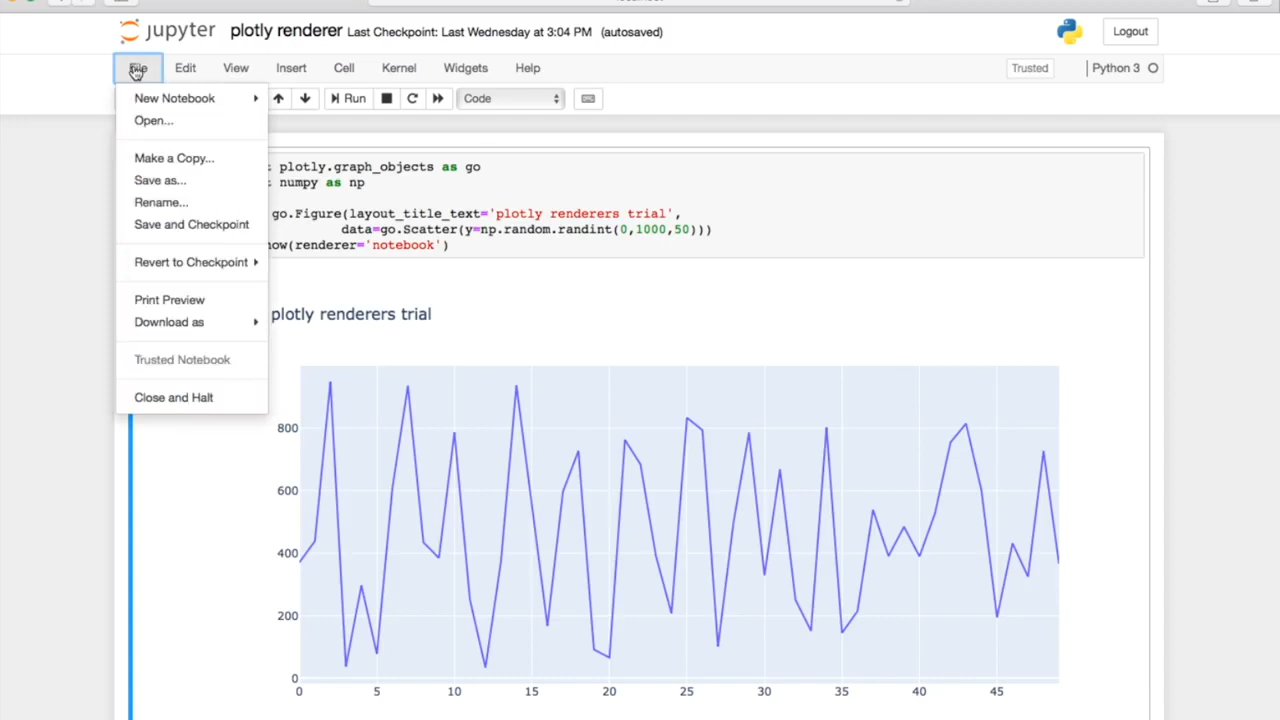 jupyter plotly renderer Last Checkpoint: Last Wednesday at 3:04 PM (autosaved) Logout
File Edit View Insert Cell Kernel Widgets Help Trusted Python 3
Run Code
New Notebook
Open...
Make a Copy...
Save as...
Rename...
Save and Checkpoint
Revert to Checkpoint
Print Preview
Download as
Trusted Notebook
Close and Halt
plotly.graph_objects as go
numpy as np
go.Figure(layout_title_text='plotly renderers trial',
data=go.Scatter(y=np.random.randint(0,1000,50)))
(renderer='notebook')
plotly renderers trial
800
600
400
200
0
0 5 10 15 20 25 30 35 40 45